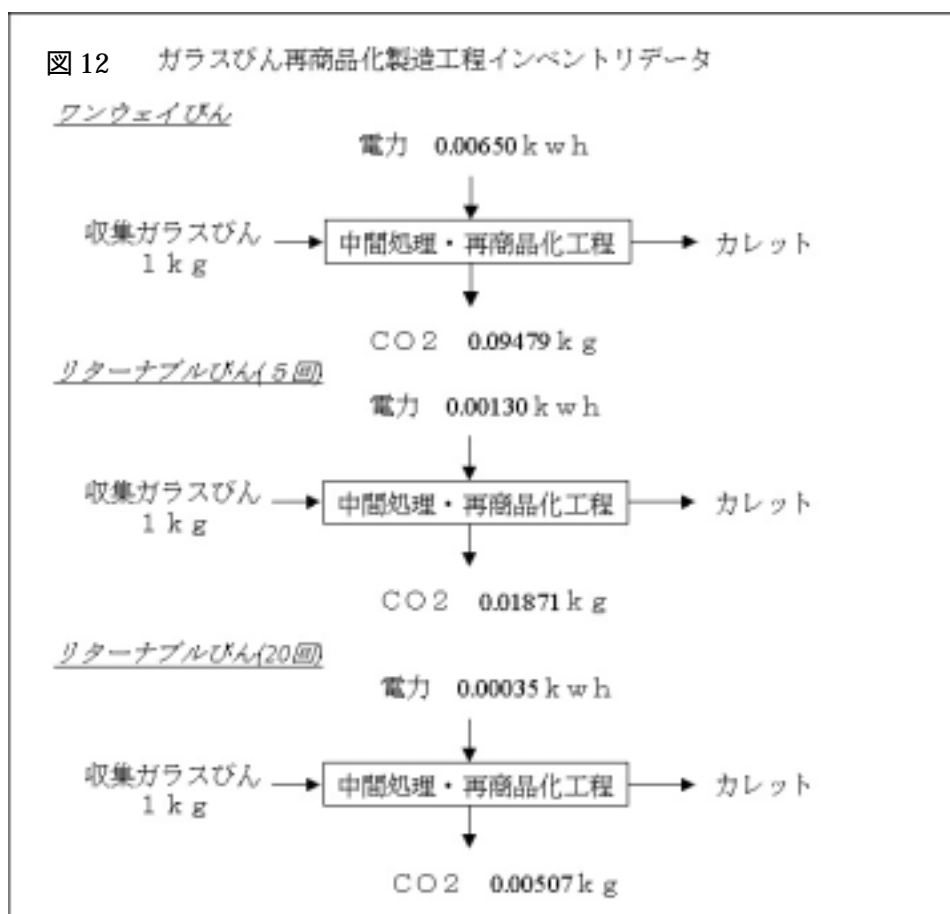 図12 ガラスびん再商品化製造工程インベントリデータ
ワンウェイびん
電力 0.00650kwh
収集ガラスびん
1kg
中間処理・再商品化工程
カレット
CO2 0.09479kg
リターナブルびん(5回)
電力 0.00130kwh
収集ガラスびん
1kg
中間処理・再商品化工程
カレット
CO2 0.01871kg
リターナブルびん(20回)
電力 0.00035kwh
収集ガラスびん
1kg
中間処理・再商品化工程
カレット
CO2 0.00507kg